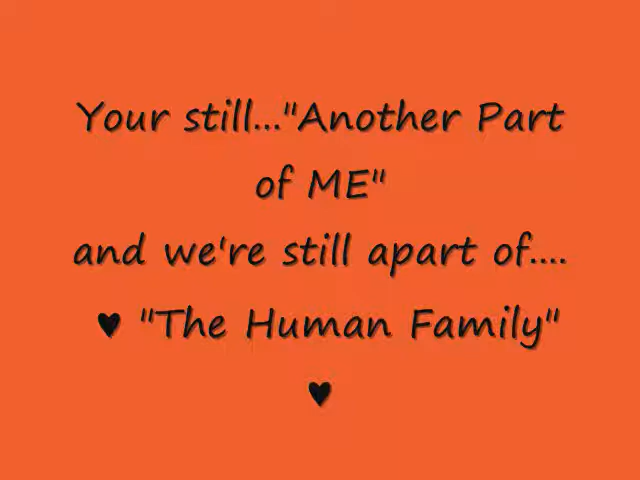 Your still..."Another Part
of ME"
and we're still apart of....
♥ "The Human Family"
♥